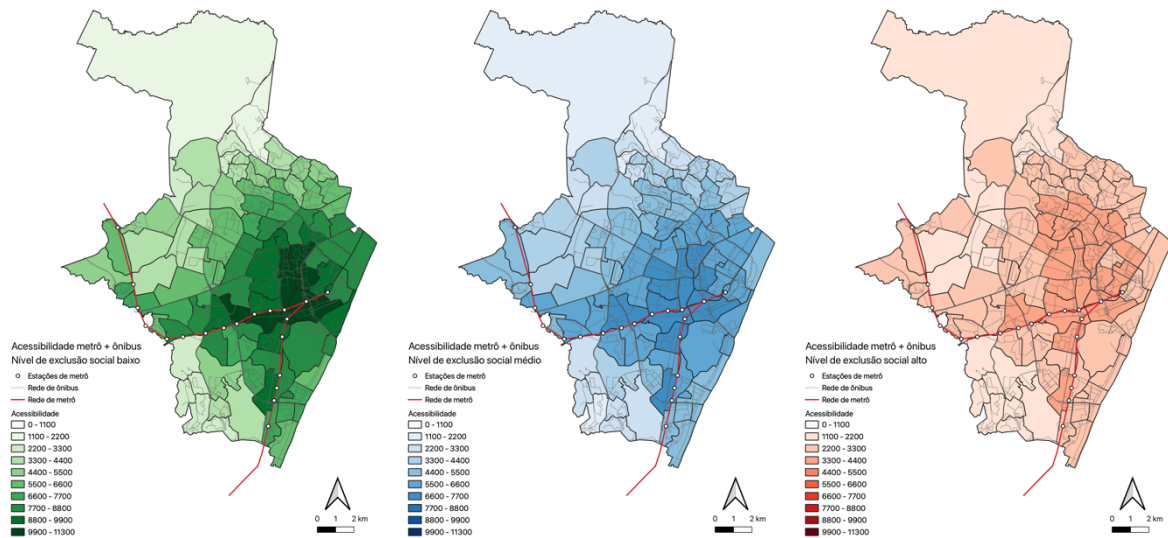 Acessibilidade metrô + ônibus
Nível de exclusão social baixo
Estações de metrô
Rede de ônibus
Rede de metrô
Acessibilidade
0 - 1100
1100 - 2200
2200 - 3300
3300 - 4400
4400 - 5500
5500 - 6600
6600 - 7700
7700 - 8800
8800 - 9900
9900 - 11300
0 1 2 km
Acessibilidade metrô + ônibus
Nível de exclusão social médio
Estações de metrô
Rede de ônibus
Rede de metrô
Acessibilidade
0 - 1100
1100 - 2200
2200 - 3300
3300 - 4400
4400 - 5500
5500 - 6600
6600 - 7700
7700 - 8800
8800 - 9900
9900 - 11300
0 1 2 km
Acessibilidade metrô + ônibus
Nível de exclusão social alto
Estações de metrô
Rede de ônibus
Rede de metrô
Acessibilidade
0 - 1100
1100 - 2200
2200 - 3300
3300 - 4400
4400 - 5500
5500 - 6600
6600 - 7700
7700 - 8800
8800 - 9900
9900 - 11300
0 1 2 km